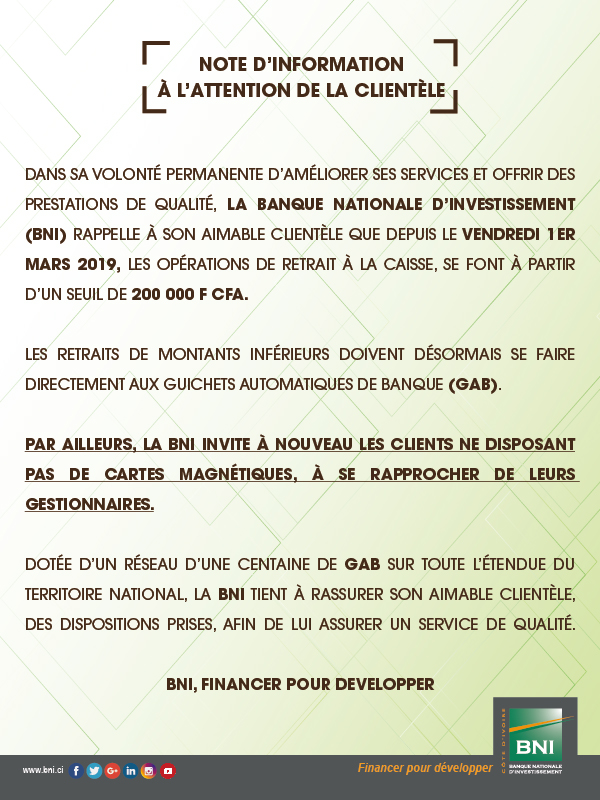 NOTE D'INFORMATION
À L'ATTENTION DE LA CLIENTÈLE
DANS SA VOLONTÉ PERMANENTE D'AMÉLIORER SES SERVICES ET OFFRIR DES
PRESTATIONS DE QUALITÉ, LA BANQUE NATIONALE D'INVESTISSEMENT
(BNI) RAPPELLE À SON AIMABLE CLIENTÈLE QUE DEPUIS LE VENDREDI 1ER
MARS 2019, LES OPÉRATIONS DE RETRAIT À LA CAISSE, SE FONT À PARTIR
D'UN SEUIL DE 200 000 F CFA.
LES RETRAITS DE MONTANTS INFÉRIEURS DOIVENT DÉSORMAIS SE FAIRE
DIRECTEMENT AUX GUICHETS AUTOMATIQUES DE BANQUE (GAB).
PAR AILLEURS, LA BNI INVITE À NOUVEAU LES CLIENTS NE DISPOSANT
PAS DE CARTES MAGNÉTIQUES, À SE RAPPROCHER DE LEURS
GESTIONNAIRES.
DOTÉE D'UN RÉSEAU D'UNE CENTAINE DE GAB SUR TOUTE L'ÉTENDUE DU
TERRITOIRE NATIONAL, LA BNI TIENT À RASSURER SON AIMABLE CLIENTÈLE,
DES DISPOSITIONS PRISES, AFIN DE LUI ASSURER UN SERVICE DE QUALITÉ.
BNI, FINANCER POUR DEVELOPPER
www.bni.ci
Financer pour développer
CÔTE D'IVOIRE
BNI
BANQUE NATIONALE
D'INVESTISSEMENT